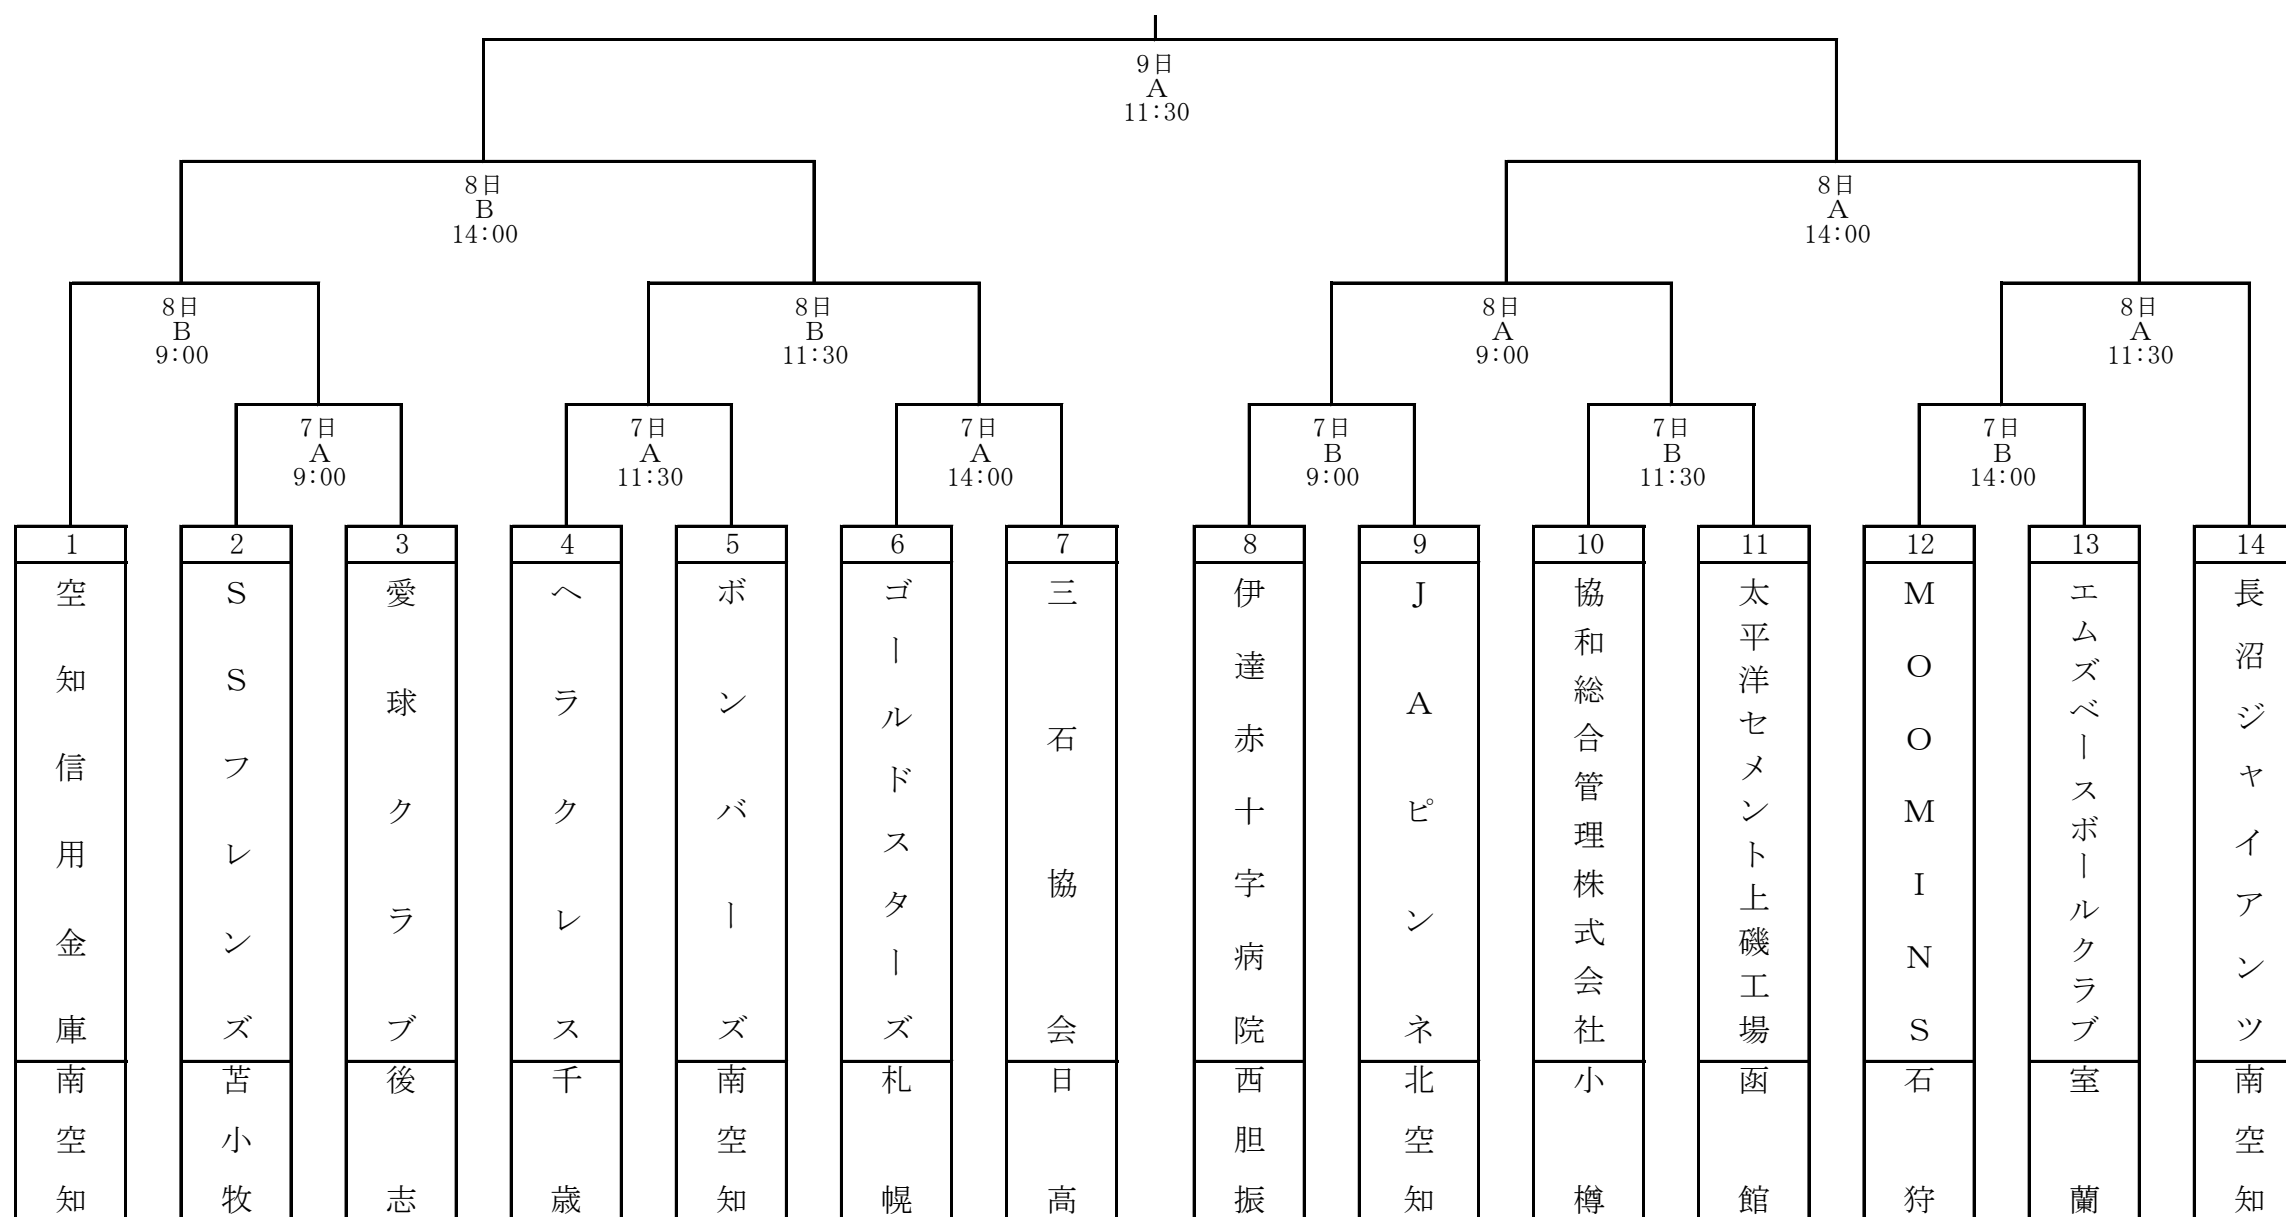 9日
A
11:30
8日
B
14:00
8日
A
14:00
8日
B
9:00
8日
B
11:30
8日
A
9:00
8日
A
11:30
7日
A
9:00
7日
A
11:30
7日
A
14:00
7日
B
9:00
7日
B
11:30
7日
B
14:00
1
空知信用金庫
南空知
2
SSフレンズ
苫小牧
3
愛球クラブ
後志
4
ヘラクレス
千歳
5
ボンバーズ
南空知
6
ゴールドスターズ
札幌
7
三石協会
日高
8
伊達赤十字病院
西胆振
9
JAピンネ
北空知
10
協和総合管理株式会社
小樽
11
太平洋セメント上磯工場
函館
12
MOOMINS
石狩
13
エムズベースボールクラブ
室蘭
14
長沼ジャイアンツ
南空知